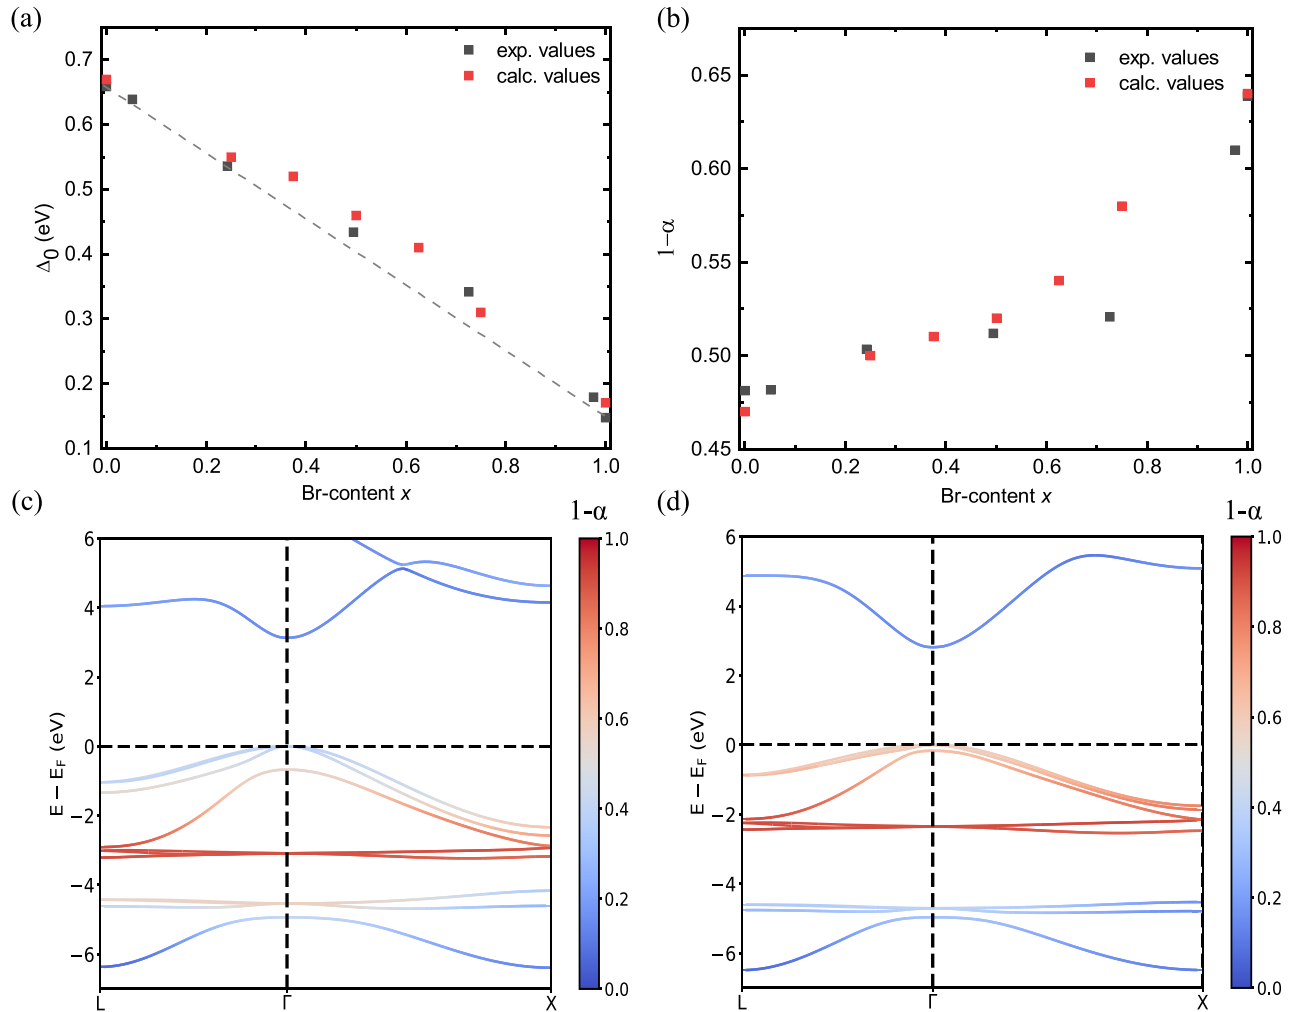 (a)
0.7
0.6
0.5
0.4
0.3
0.2
0.1
Δ0 (eV)
exp. values
calc. values
0.0 0.2 0.4 0.6 0.8 1.0
Br-content x
(b)
0.65
0.60
0.55
0.50
0.45
1−α
exp. values
calc. values
0.0 0.2 0.4 0.6 0.8 1.0
Br-content x
(c)
6
4
2
0
−2
−4
−6
E − EF (eV)
L Γ X
1-α
1.0
0.8
0.6
0.4
0.2
0.0
(d)
6
4
2
0
−2
−4
−6
E − EF (eV)
L Γ X
1-α
1.0
0.8
0.6
0.4
0.2
0.0